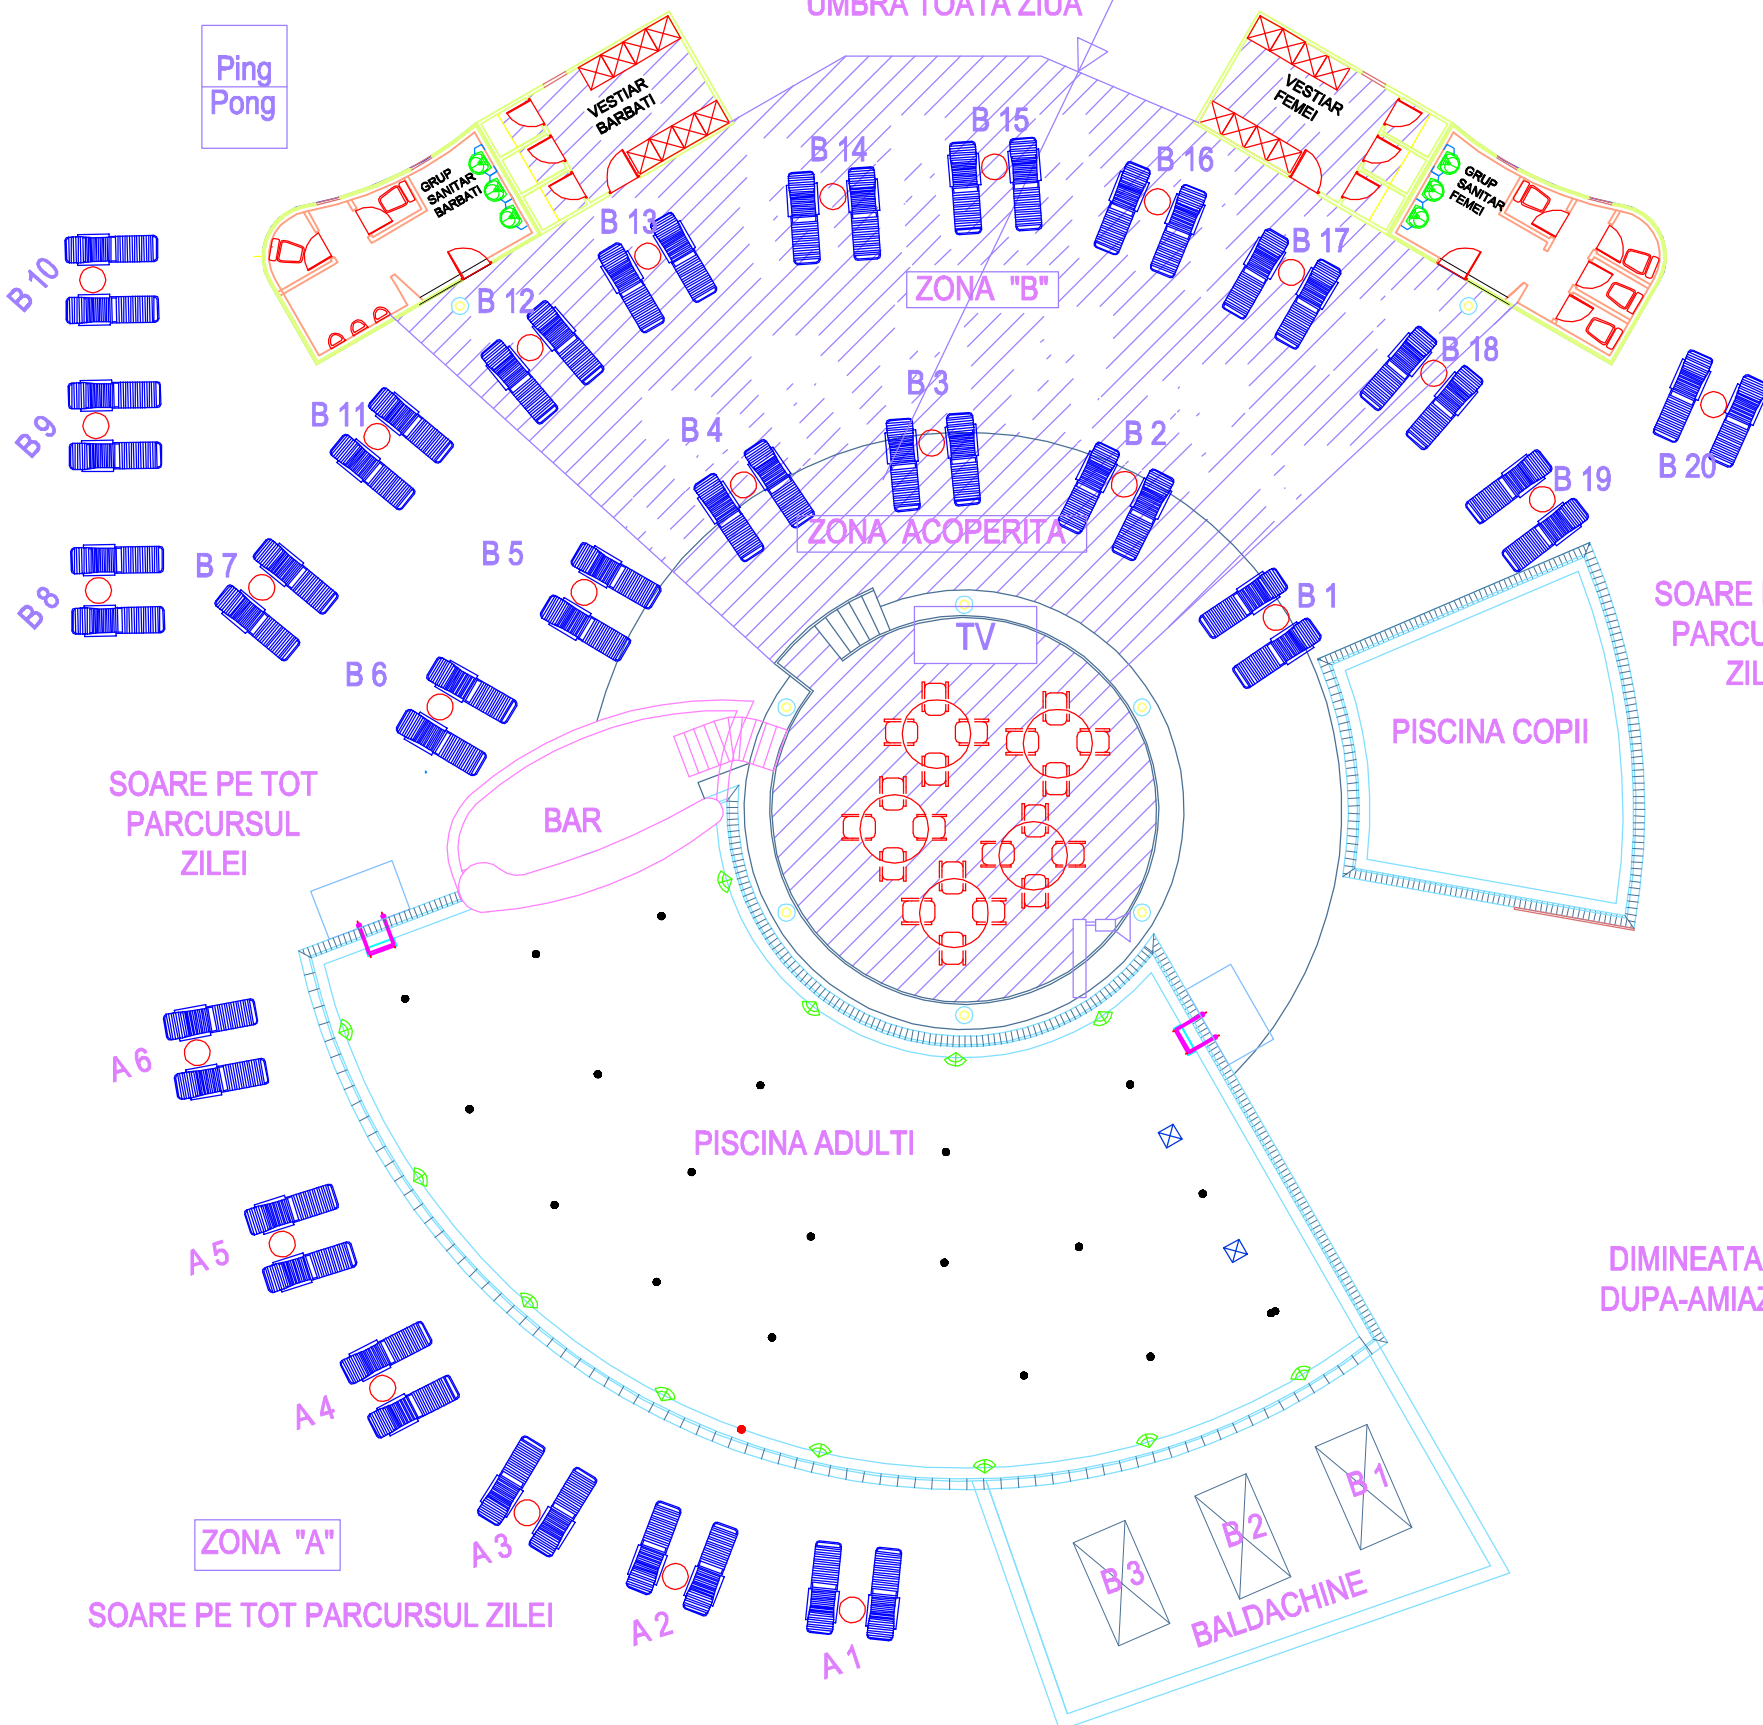 UMBRA TOATA ZIUA
Ping
Pong
VESTIAR
BARBATI
VESTIAR
FEMEI
GRUP
SANITAR
BARBATI
GRUP
SANITAR
FEMEI
B 15
B 14
B 16
B 13
B 17
B 10
B 12
ZONA "B"
B 18
B 3
B 11
B 4
B 2
B 9
B 20
B 19
ZONA ACOPERITA
B 5
B 7
B 8
B 1
SOARE
PARCU
ZIL
TV
B 6
PISCINA COPII
SOARE PE TOT
PARCURSUL
ZILEI
BAR
A 6
PISCINA ADULTI
A 5
DIMINEATA
DUPA-AMIAZ
A 4
B 1
B 2
B 3
BALDACHINE
A 3
ZONA "A"
SOARE PE TOT PARCURSUL ZILEI
A 2
A 1